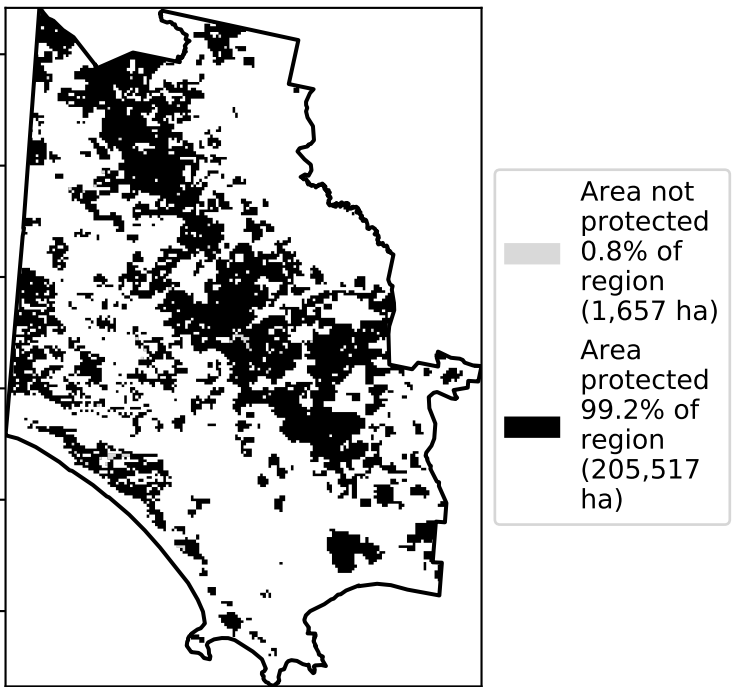 Area not
protected
0.8% of
region
(1,657 ha)
Area
protected
99.2% of
region
(205,517
ha)